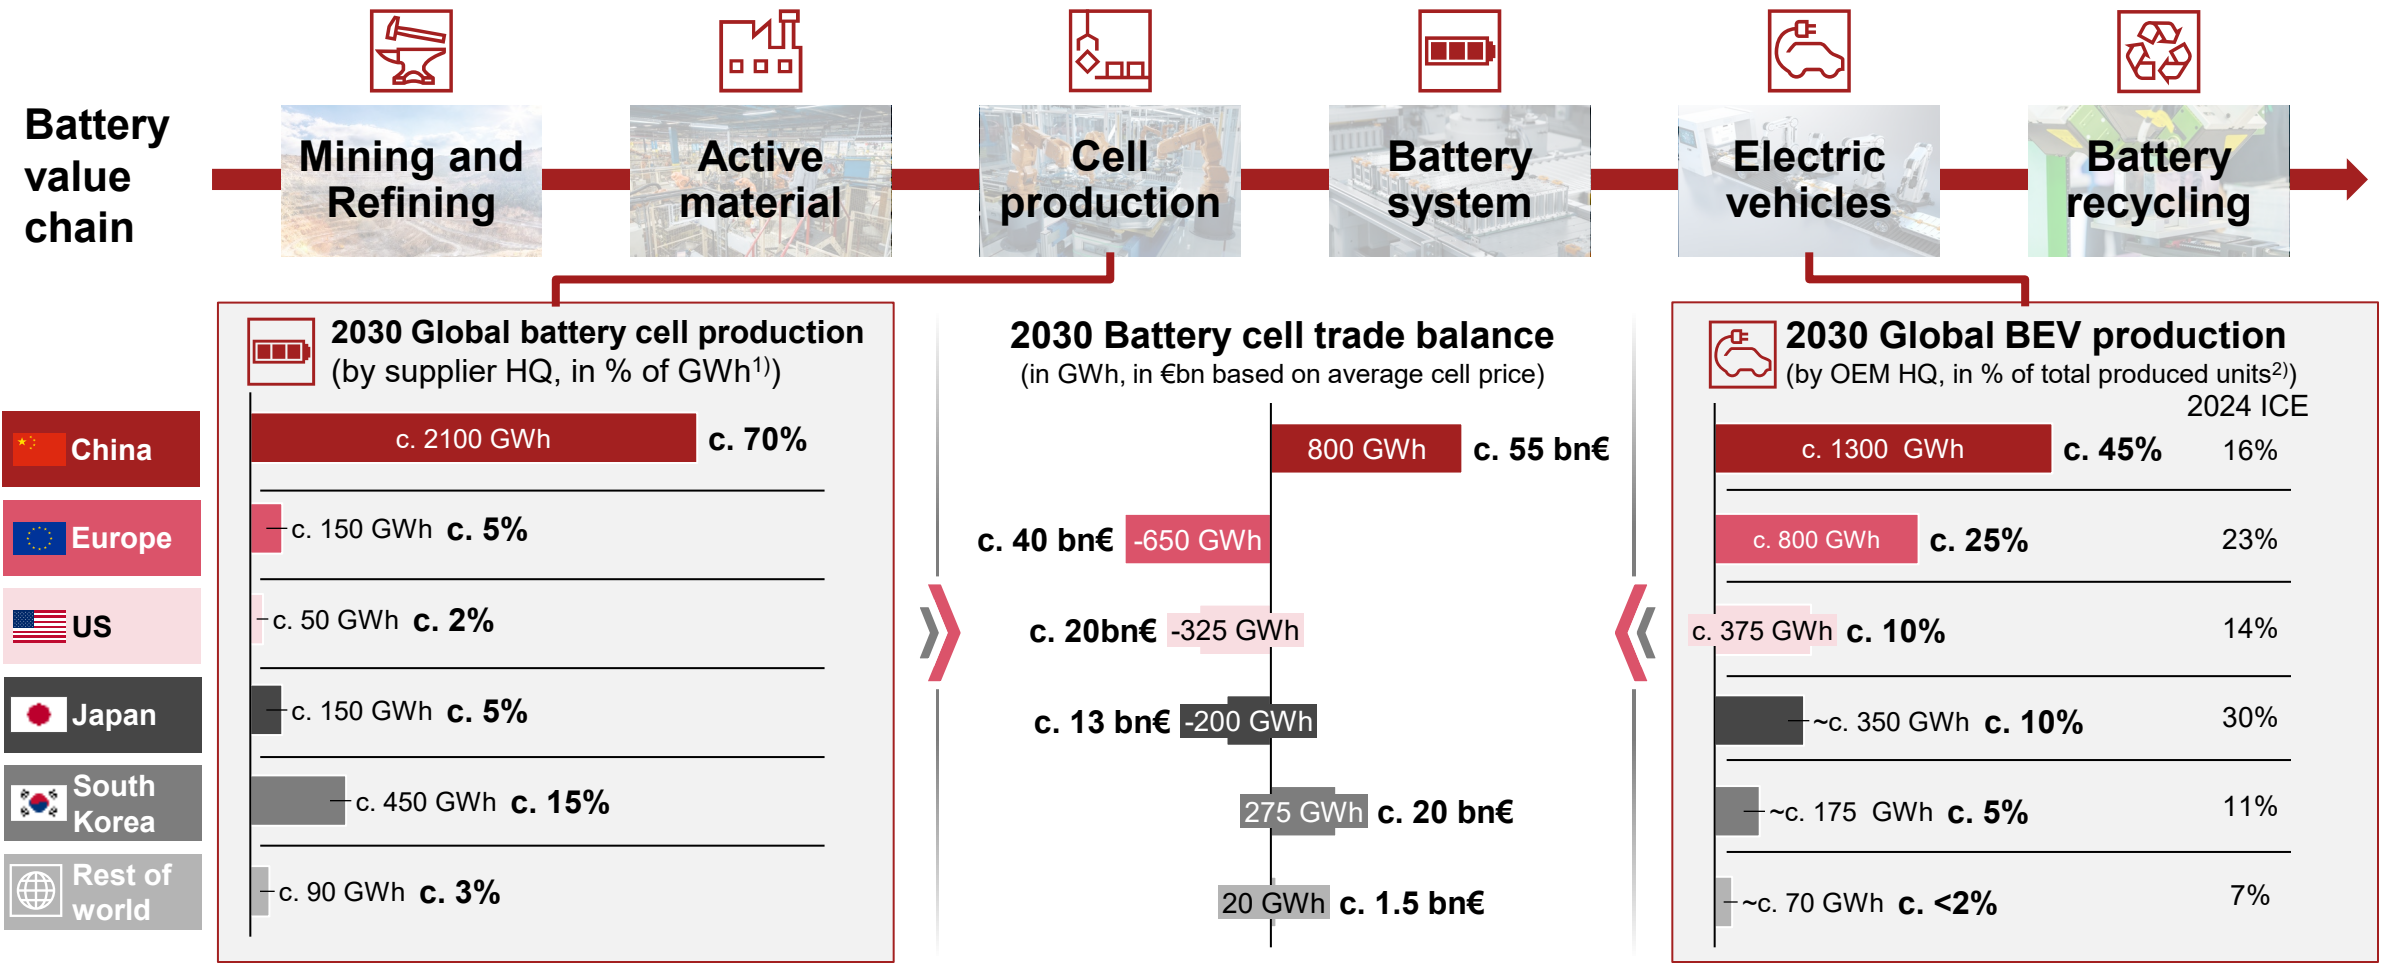 Battery
value
chain
Mining and
Refining
Active
material
Cell
production
Battery
system
Electric
vehicles
Battery
recycling
2030 Global battery cell production
(by supplier HQ, in % of GWh1))
China
c. 2100 GWh c. 70%
Europe
c. 150 GWh c. 5%
US
c. 50 GWh c. 2%
Japan
c. 150 GWh c. 5%
South
Korea
c. 450 GWh c. 15%
Rest of
world
c. 90 GWh c. 3%
2030 Battery cell trade balance
(in GWh, in €bn based on average cell price)
800 GWh c. 55 bn€
c. 40 bn€ -650 GWh
c. 20bn€ -325 GWh
c. 13 bn€ -200 GWh
275 GWh c. 20 bn€
20 GWh c. 1.5 bn€
2030 Global BEV production
(by OEM HQ, in % of total produced units2))
2024 ICE
c. 1300 GWh c. 45% 16%
c. 800 GWh c. 25% 23%
c. 375 GWh c. 10% 14%
~c. 350 GWh c. 10% 30%
~c. 175 GWh c. 5% 11%
~c. 70 GWh c. <2% 7%